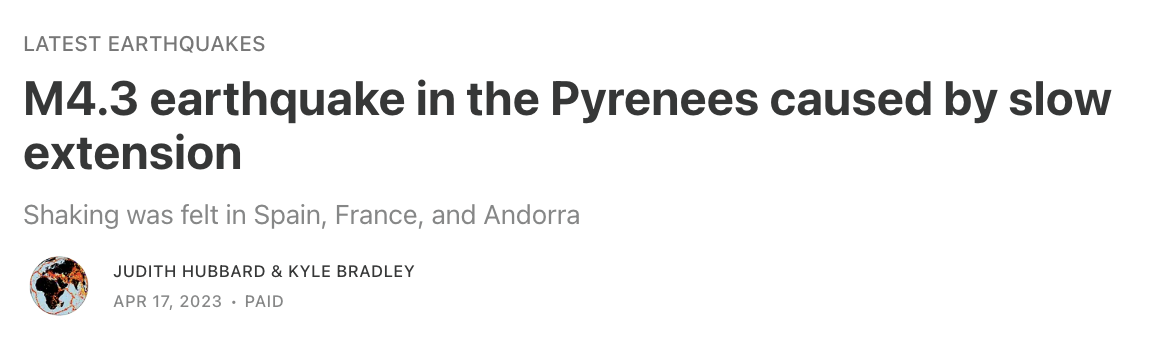 LATEST EARTHQUAKES
M4.3 earthquake in the Pyrenees caused by slow
extension
Shaking was felt in Spain, France, and Andorra
JUDITH HUBBARD & KYLE BRADLEY
APR 17, 2023 • PAID